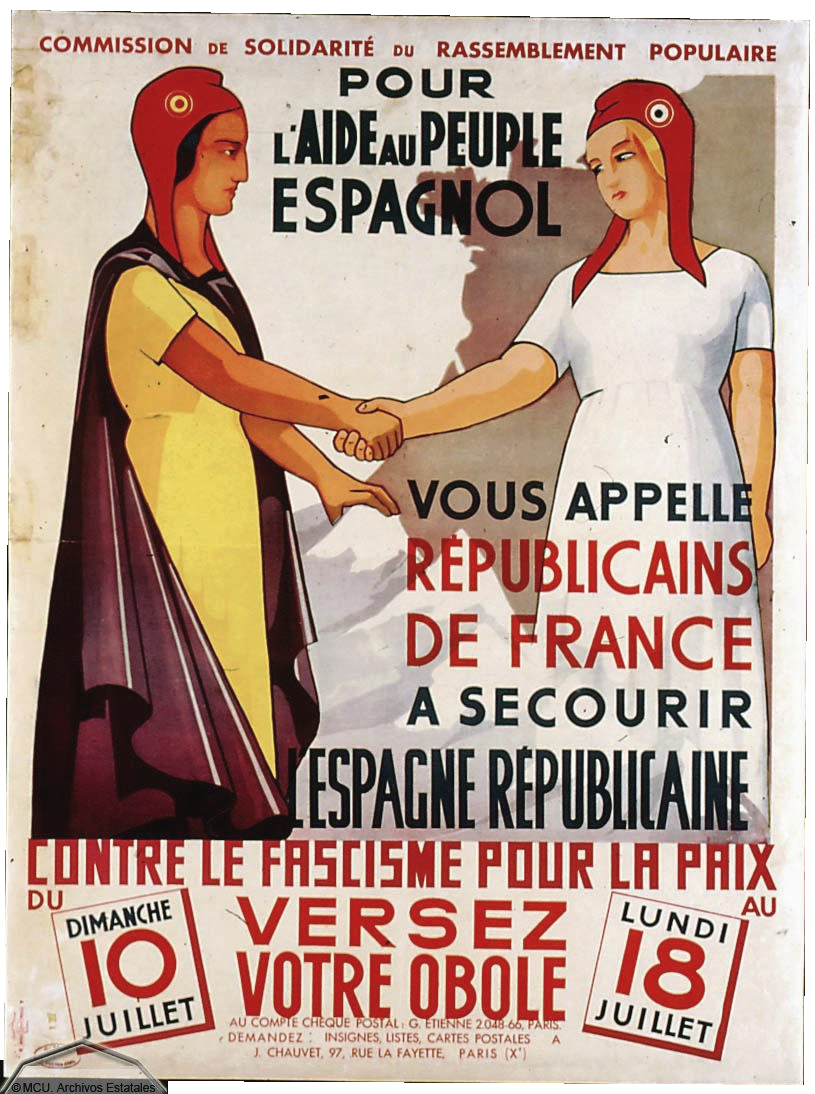 COMMISSION DE SOLIDARITÉ DU RASSEMBLEMENT POPULAIRE
POUR
L'AIDE AU PEUPLE
ESPAGNOL
VOUS APPELLE
RÉPUBLICAINS
DE FRANCE
A SECOURIR
L'ESPAGNE RÉPUBLICAINE
CONTRE LE FASCISME POUR LA PAIX
DU
DIMANCHE
10
JUILLET
VERSEZ
VOTRE OBOLE
AU
LUNDI
18
JUILLET
AU COMPTE CHÈQUE POSTAL: G. ETIENNE 2.048-66, PARIS.
DEMANDEZ: INSIGNES, LISTES, CARTES POSTALES A
J. CHAUVET, 97, RUE LA FAYETTE, PARIS (Xe)
© MCU. Archivos Estatales